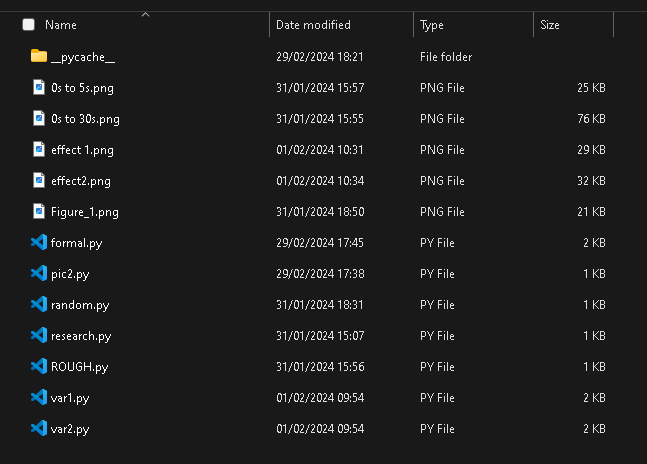 Name Date modified Type Size
__pycache__ 29/02/2024 18:21 File folder
0s to 5s.png 31/01/2024 15:57 PNG File 25 KB
0s to 30s.png 31/01/2024 15:55 PNG File 76 KB
effect 1.png 01/02/2024 10:31 PNG File 29 KB
effect2.png 01/02/2024 10:34 PNG File 32 KB
Figure_1.png 31/01/2024 18:50 PNG File 21 KB
formal.py 29/02/2024 17:45 PY File 2 KB
pic2.py 29/02/2024 17:38 PY File 1 KB
random.py 31/01/2024 18:31 PY File 1 KB
research.py 31/01/2024 15:07 PY File 1 KB
ROUGH.py 31/01/2024 15:56 PY File 1 KB
var1.py 01/02/2024 09:54 PY File 2 KB
var2.py 01/02/2024 09:54 PY File 2 KB